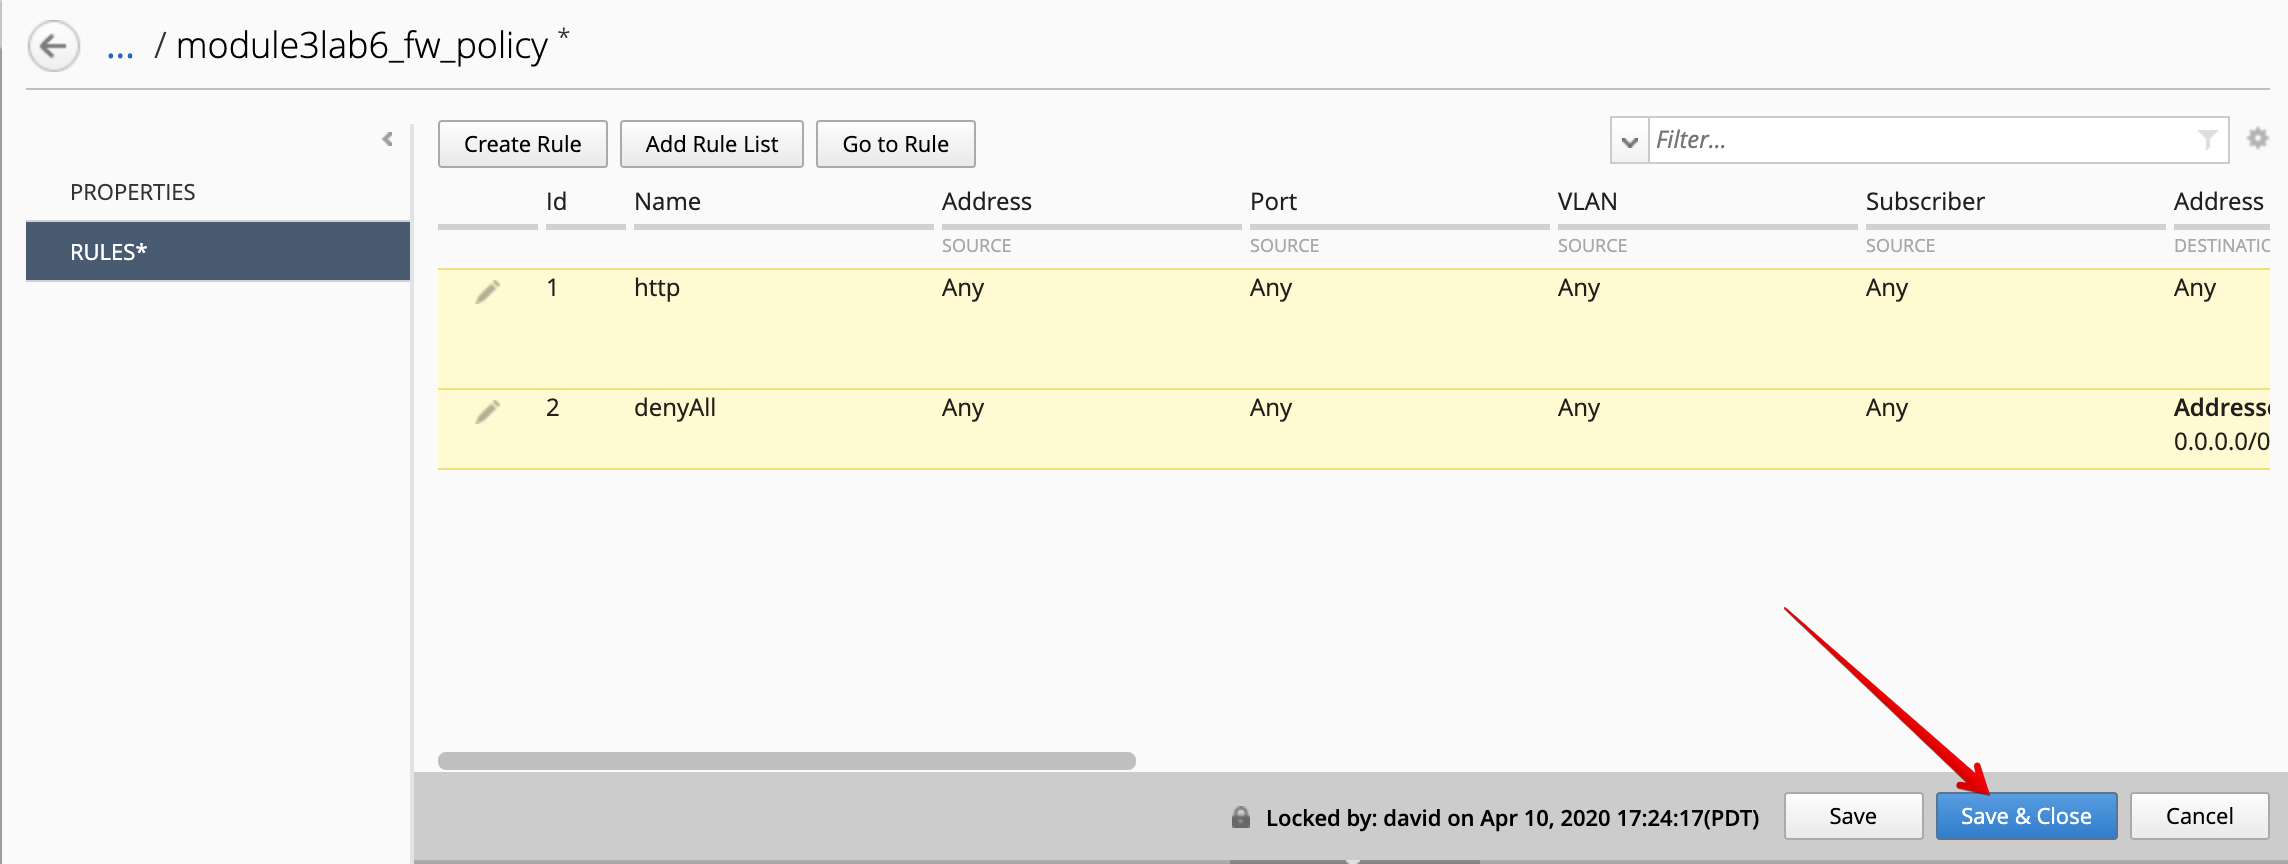 ... / module3lab6_fw_policy *
PROPERTIES
RULES*
Create Rule Add Rule List Go to Rule Filter...
Id Name Address Port VLAN Subscriber Address
SOURCE SOURCE SOURCE SOURCE DESTINATIC
1 http Any Any Any Any Any
2 denyAll Any Any Any Any Addresse
0.0.0.0/0
Locked by: david on Apr 10, 2020 17:24:17(PDT) Save Save & Close Cancel